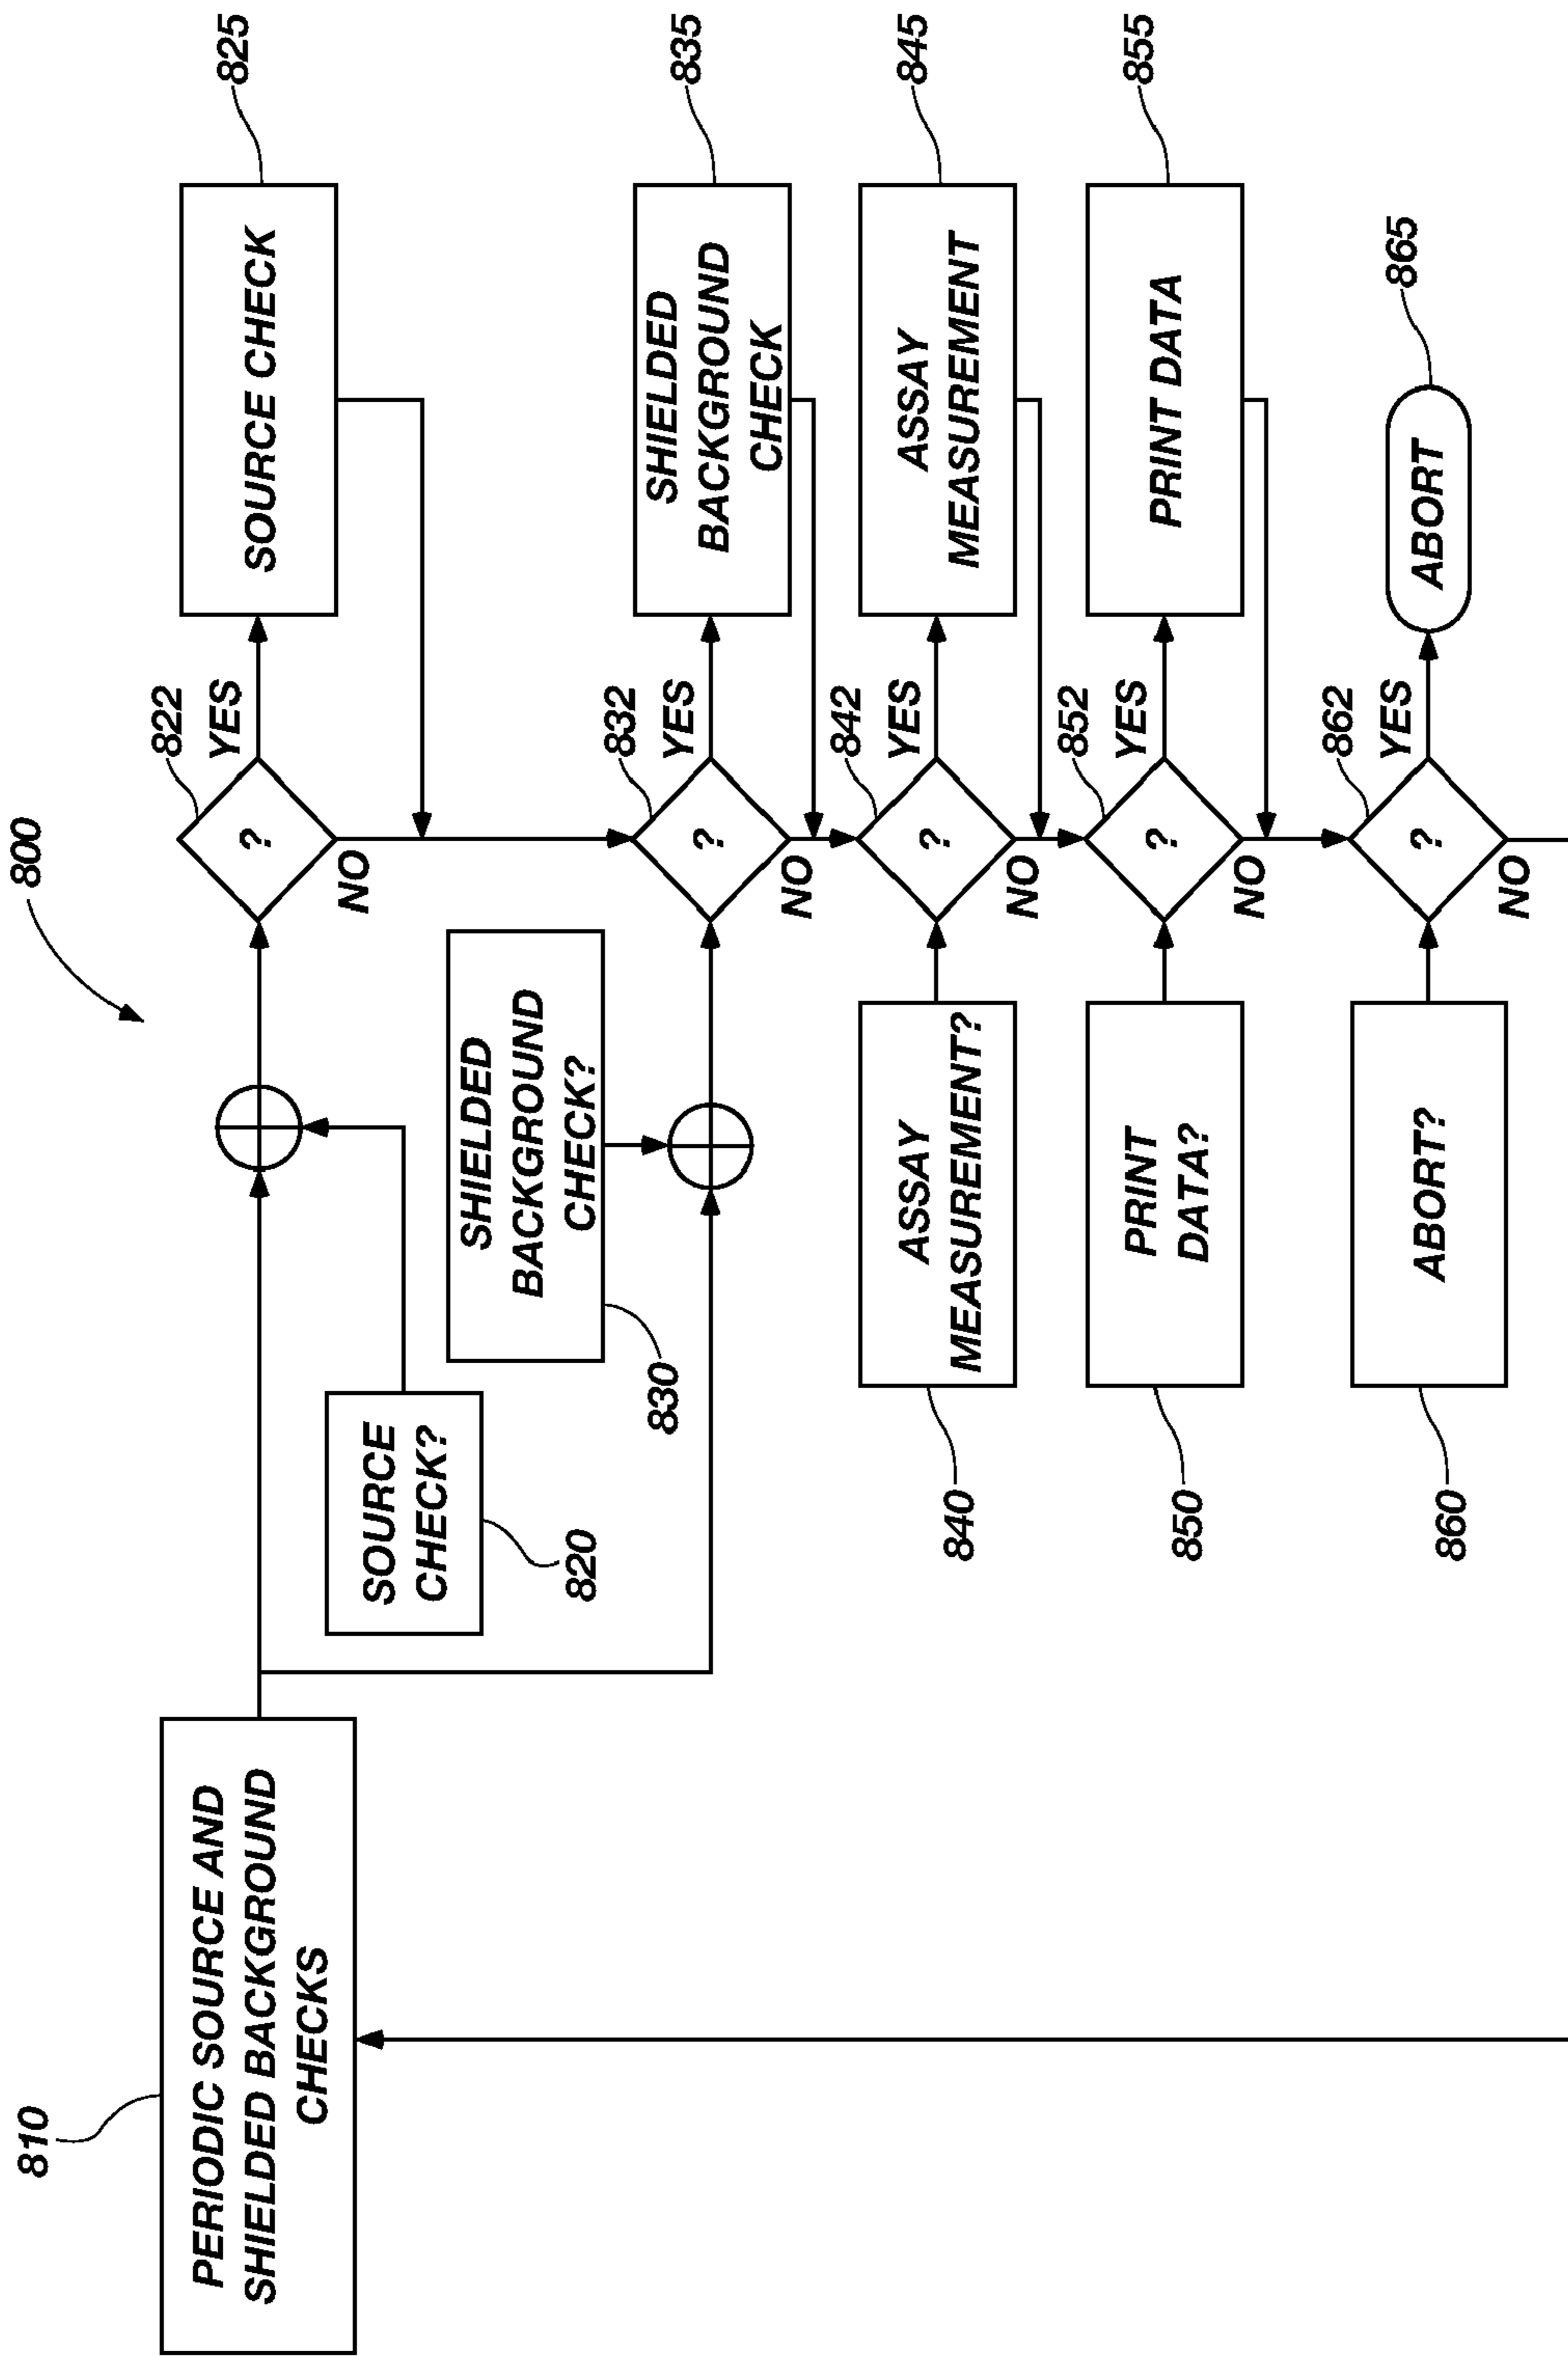 800
810
PERIODIC SOURCE AND
SHIELDED BACKGROUND
CHECKS
822
?
YES
NO
SOURCE CHECK
825
SOURCE
CHECK?
820
SHIELDED
BACKGROUND
CHECK?
830
832
?
YES
NO
SHIELDED
BACKGROUND
CHECK
835
840
ASSAY
MEASUREMENT?
842
?
YES
NO
ASSAY
MEASUREMENT
845
850
PRINT
DATA?
852
?
YES
NO
PRINT DATA
855
860
ABORT?
862
?
YES
NO
ABORT
865